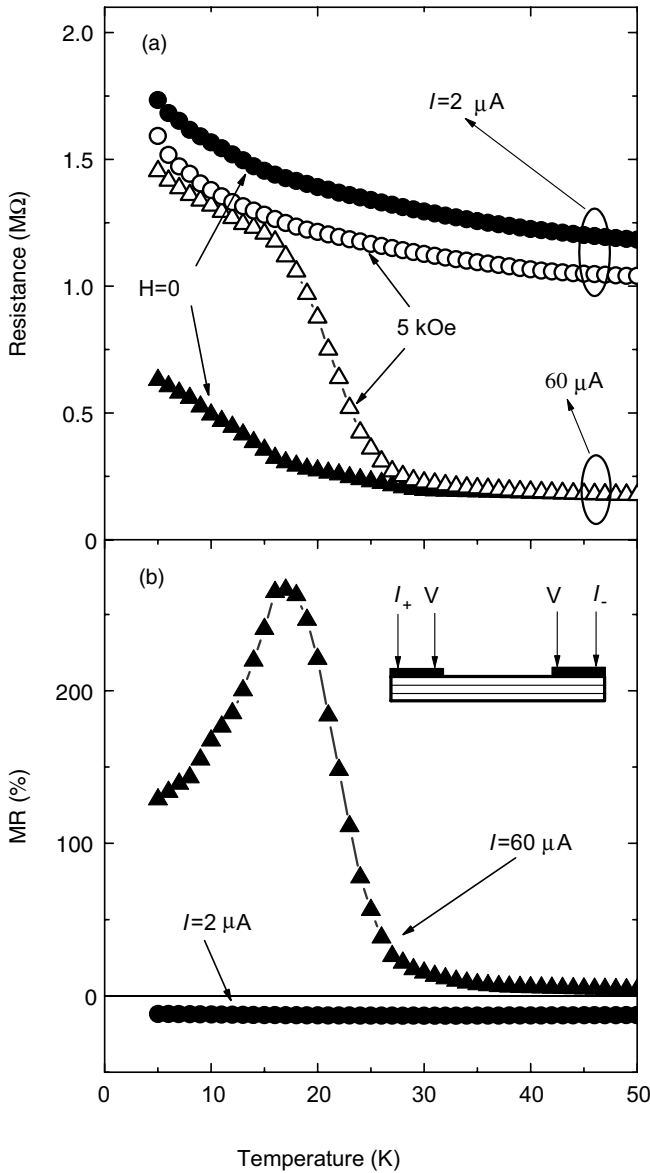 (a)
2.0
I=2 μA
1.5
H=0
1.0
5 kOe
60 μA
0.5
0
Resistance (MΩ)
(b)
I+ V V I-
200
I=60 μA
100
I=2 μA
0
MR (%)
0 10 20 30 40 50
Temperature (K)